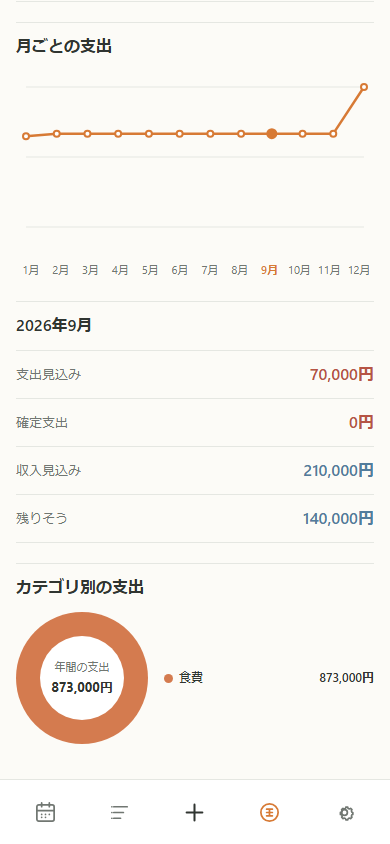 月ごとの支出
1月 2月 3月 4月 5月 6月 7月 8月 9月 10月 11月 12月
2026年9月
支出見込み 70,000円
確定支出 0円
収入見込み 210,000円
残りそう 140,000円
カテゴリ別の支出
年間の支出
873,000円
食費 873,000円